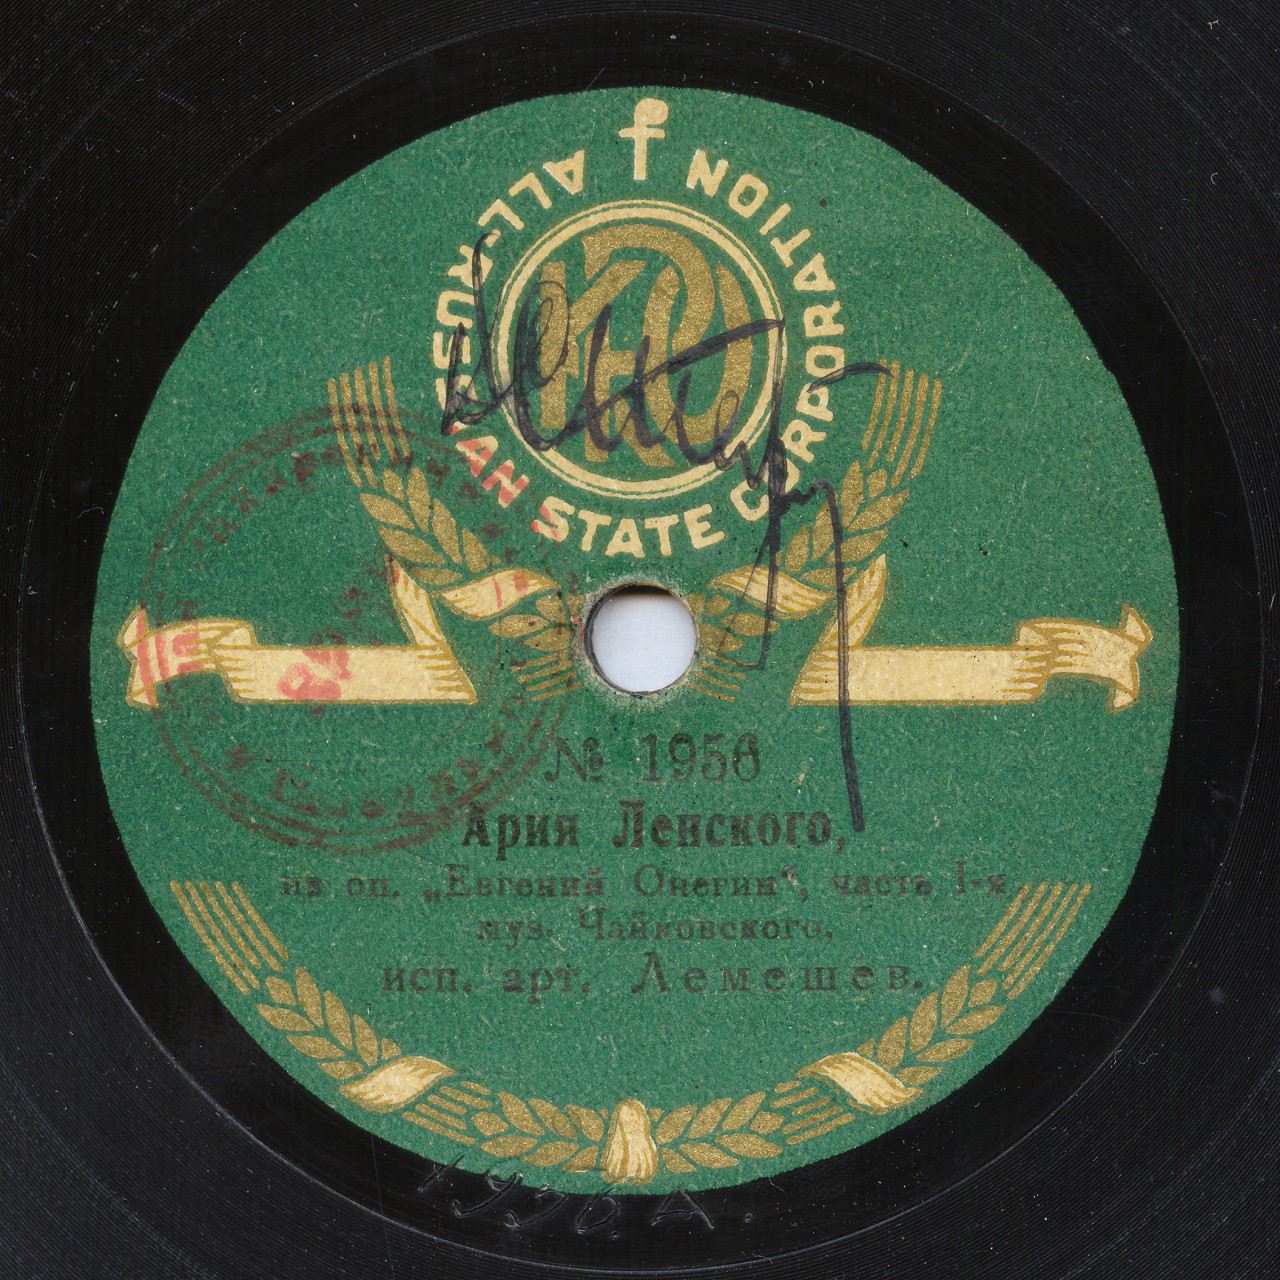 ALL-RUSSIAN STATE CORPORATION
№ 1956
Ария Ленского,
из оп. „Евгений Онегин“, часть 1-я
муз. Чайковского,
исп. арт. Лемешев.
1956 A.